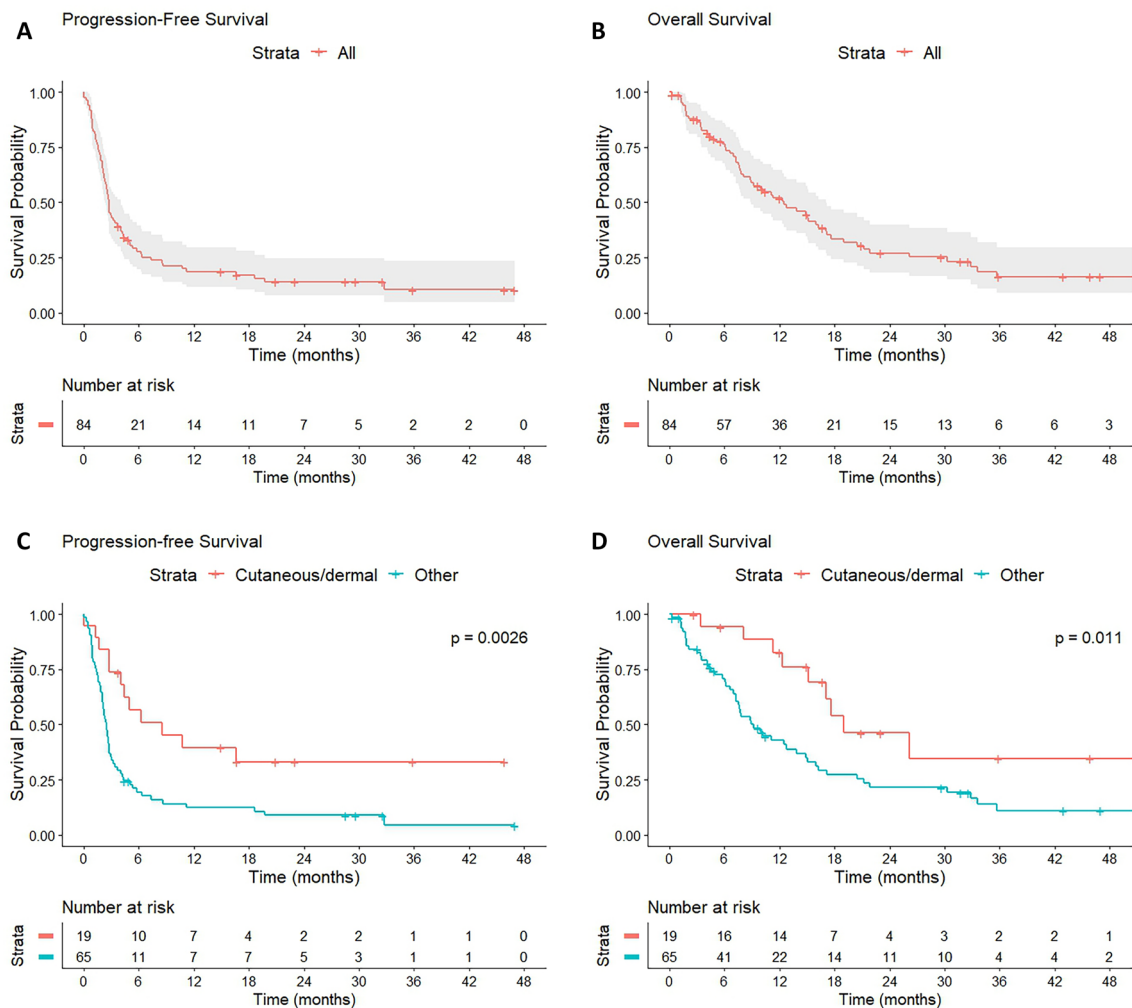 A
Progression-Free Survival
Strata All
Survival Probability
1.00
0.75
0.50
0.25
0.00
0 6 12 18 24 30 36 42 48
Time (months)
Number at risk
Strata
84 21 14 11 7 5 2 2 0
0 6 12 18 24 30 36 42 48
Time (months)
B
Overall Survival
Strata All
Survival Probability
1.00
0.75
0.50
0.25
0.00
0 6 12 18 24 30 36 42 48
Time (months)
Number at risk
Strata
84 57 36 21 15 13 6 6 3
0 6 12 18 24 30 36 42 48
Time (months)
C
Progression-free Survival
Strata Cutaneous/dermal Other
Survival Probability
1.00
0.75
0.50
0.25
0.00
p = 0.0026
0 6 12 18 24 30 36 42 48
Time (months)
Number at risk
Strata
19 10 7 4 2 2 1 1 0
65 11 7 7 5 3 1 1 0
0 6 12 18 24 30 36 42 48
Time (months)
D
Overall Survival
Strata Cutaneous/dermal Other
Survival Probability
1.00
0.75
0.50
0.25
0.00
p = 0.011
0 6 12 18 24 30 36 42 48
Time (months)
Number at risk
Strata
19 16 14 7 4 3 2 2 1
65 41 22 14 11 10 4 4 2
0 6 12 18 24 30 36 42 48
Time (months)